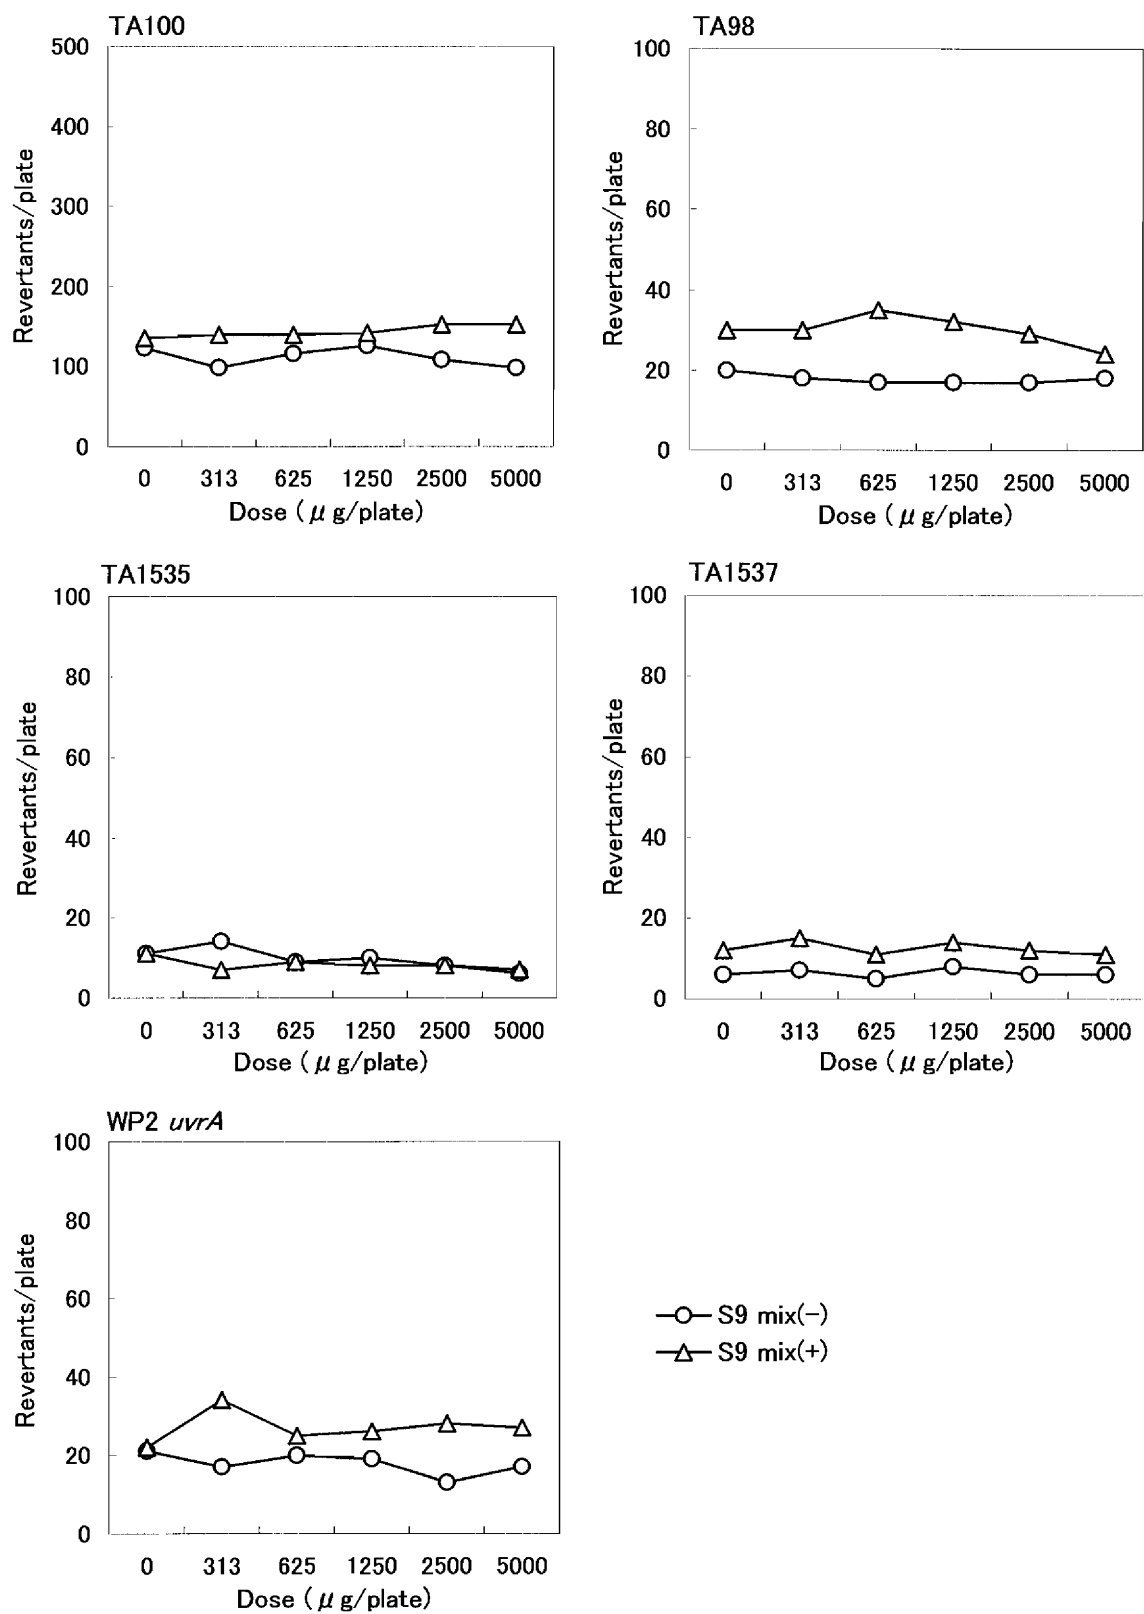 TA100
500
400
300
200
100
0
Revertants/plate
0 313 625 1250 2500 5000
Dose ( μ g/plate)
TA98
100
80
60
40
20
0
Revertants/plate
0 313 625 1250 2500 5000
Dose ( μ g/plate)
TA1535
100
80
60
40
20
0
Revertants/plate
0 313 625 1250 2500 5000
Dose ( μ g/plate)
TA1537
100
80
60
40
20
0
Revertants/plate
0 313 625 1250 2500 5000
Dose ( μ g/plate)
WP2 uvrA
100
80
60
40
20
0
Revertants/plate
0 313 625 1250 2500 5000
Dose ( μ g/plate)
S9 mix(-)
S9 mix(+)